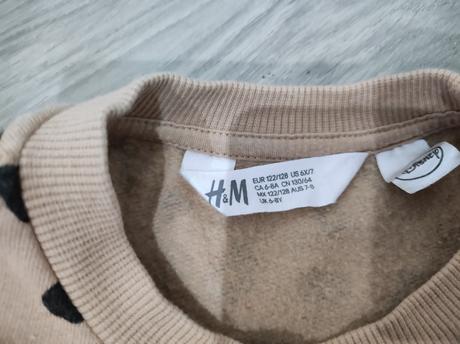 H&M
EUR 122/128 US 6X/7
CA 6-8A CN 130/64
MX 122/128 AUS 7-8
UK 6-8Y